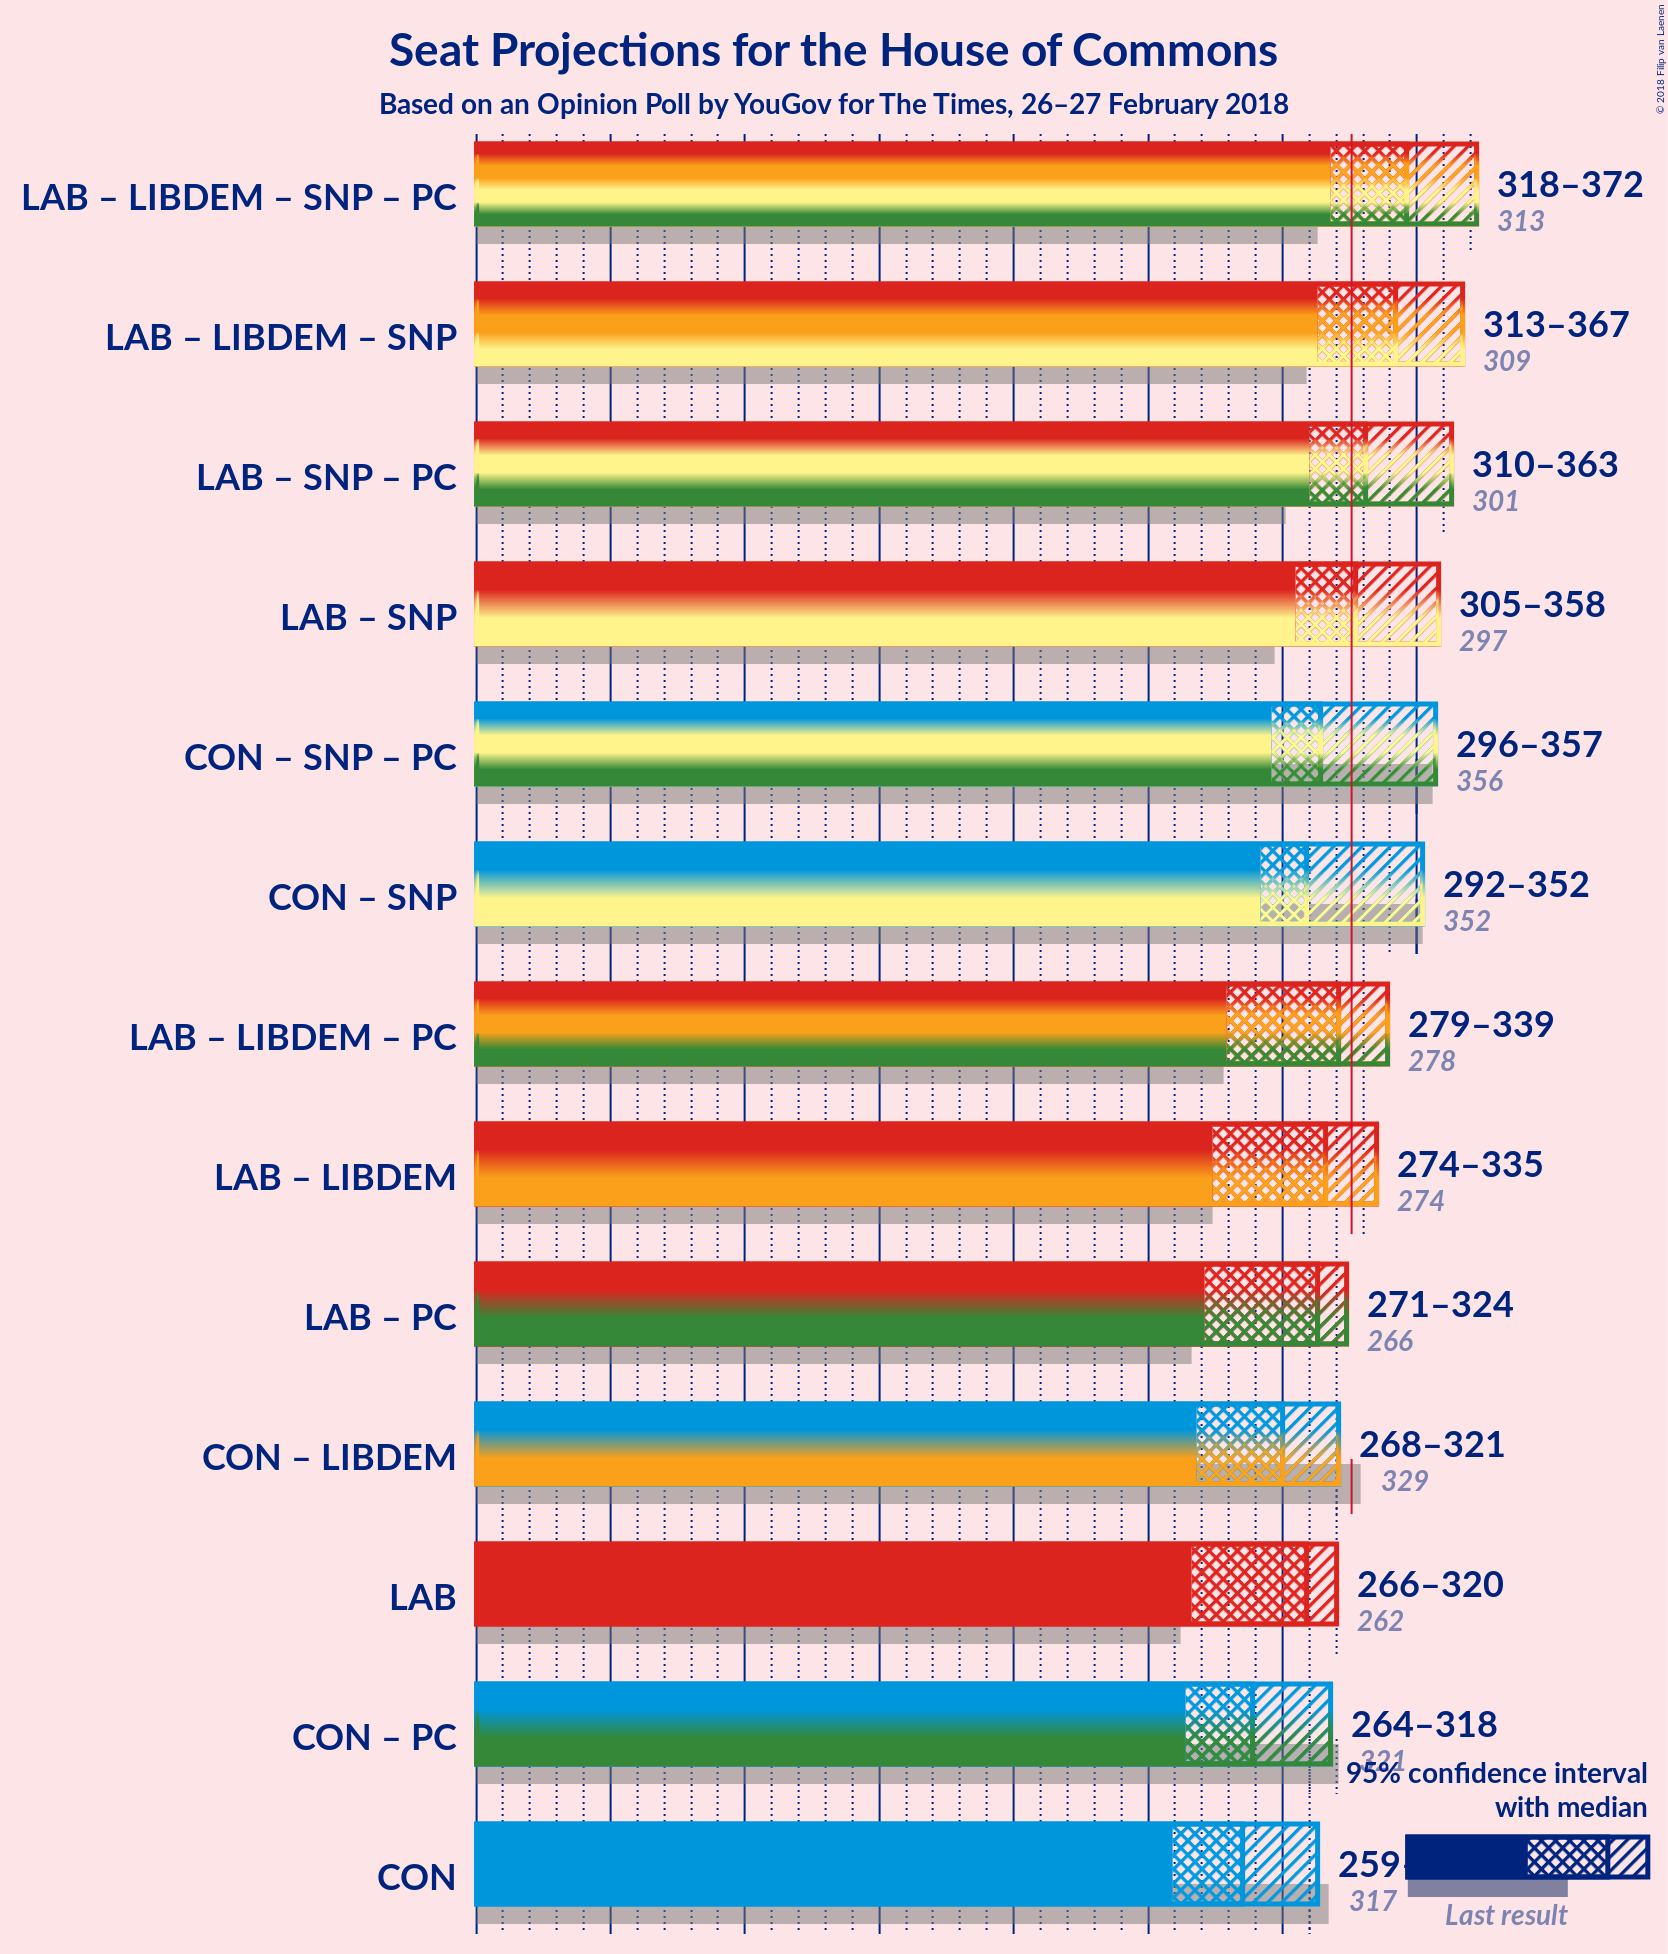 © 2018 Filip van Laenen
Seat Projections for the House of Commons
Based on an Opinion Poll by YouGov for The Times, 26–27 February 2018
LAB – LIBDEM – SNP – PC
318–372
313
LAB – LIBDEM – SNP
313–367
309
LAB – SNP – PC
310–363
301
LAB – SNP
305–358
297
CON – SNP – PC
296–357
356
CON – SNP
292–352
352
LAB – LIBDEM – PC
279–339
278
LAB – LIBDEM
274–335
274
LAB – PC
271–324
266
CON – LIBDEM
268–321
329
LAB
266–320
262
CON – PC
264–318
321
95% confidence interval
with median
CON
259–
317
Last result